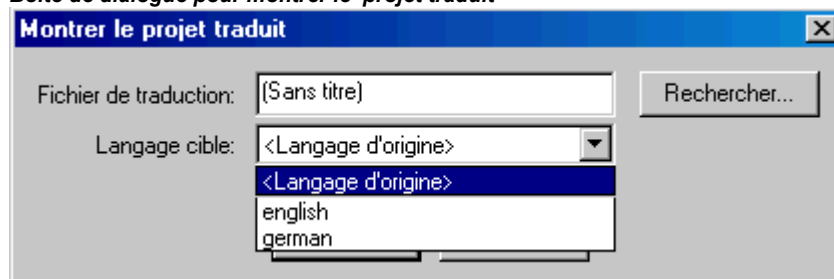 Boîte de dialogue pour montrer le projet traduit
Montrer le projet traduit
Fichier de traduction: (Sans titre) Rechercher...
Langage cible: <Langage d'origine>
<Langage d'origine>
english
german